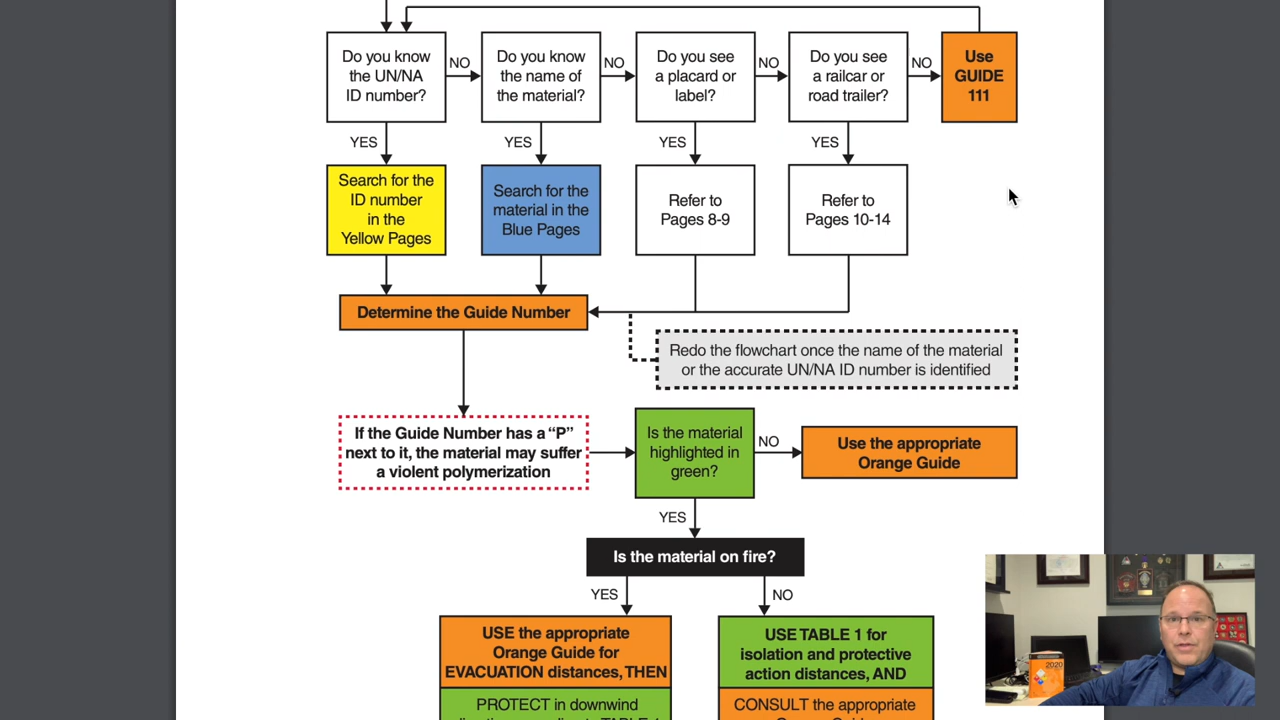 Do you know
the UN/NA
ID number?
NO
Do you know
the name of
the material?
NO
Do you see
a placard or
label?
NO
Do you see
a railcar or
road trailer?
NO
Use
GUIDE
111
YES
YES
YES
YES
Search for the
ID number
in the
Yellow Pages
Search for the
material in the
Blue Pages
Refer to
Pages 8-9
Refer to
Pages 10-14
Determine the Guide Number
Redo the flowchart once the name of the material
or the accurate UN/NA ID number is identified
If the Guide Number has a “P”
next to it, the material may suffer
a violent polymerization
Is the material
highlighted in
green?
NO
Use the appropriate
Orange Guide
YES
Is the material on fire?
YES
NO
USE the appropriate
Orange Guide for
EVACUATION distances, THEN
PROTECT in downwind
USE TABLE 1 for
isolation and protective
action distances, AND
CONSULT the appropriate
2020